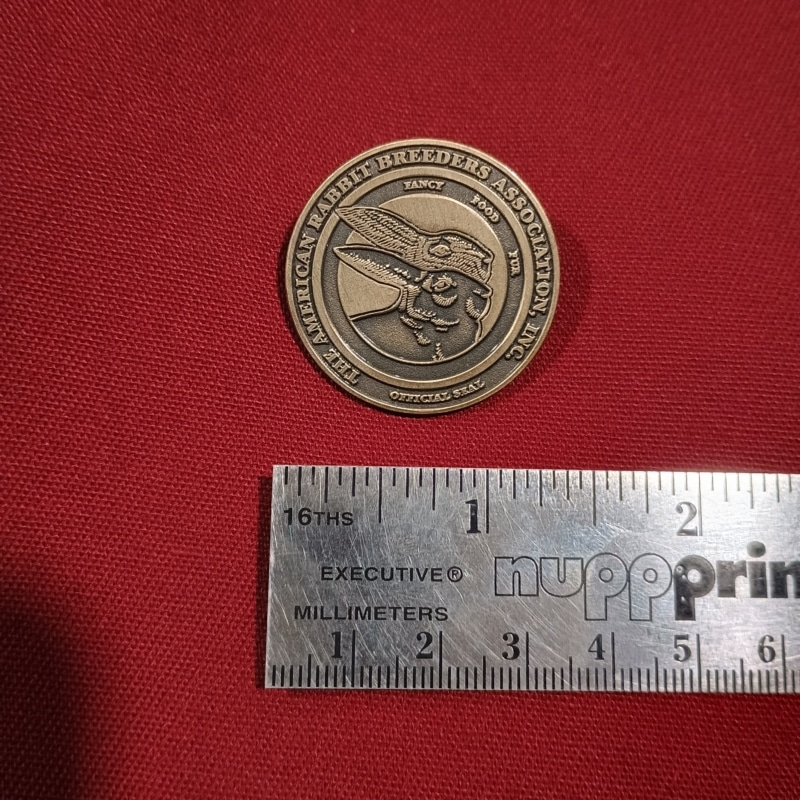 THE AMERICAN RABBIT BREEDERS ASSOCIATION, INC.
FANCY FOOD FUR
OFFICIAL SEAL
1 2
16THS
EXECUTIVE® nuppprin
MILLIMETERS
1 2 3 4 5 6